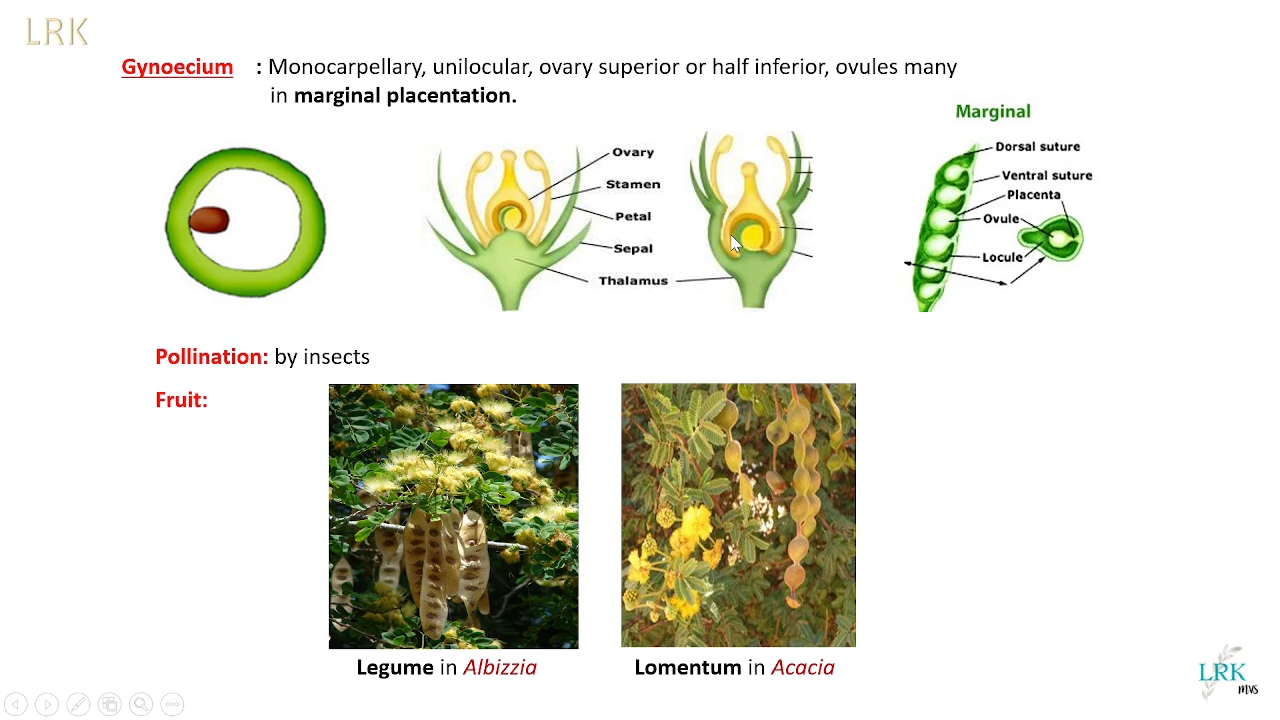 LRK
Gynoecium : Monocarpellary, unilocular, ovary superior or half inferior, ovules many
in marginal placentation.
Marginal
Ovary
Stamen
Petal
Sepal
Thalamus
Dorsal suture
Ventral suture
Placenta
Ovule
Locule
Pollination: by insects
Fruit:
Legume in Albizzia
Lomentum in Acacia
LRK
MVS